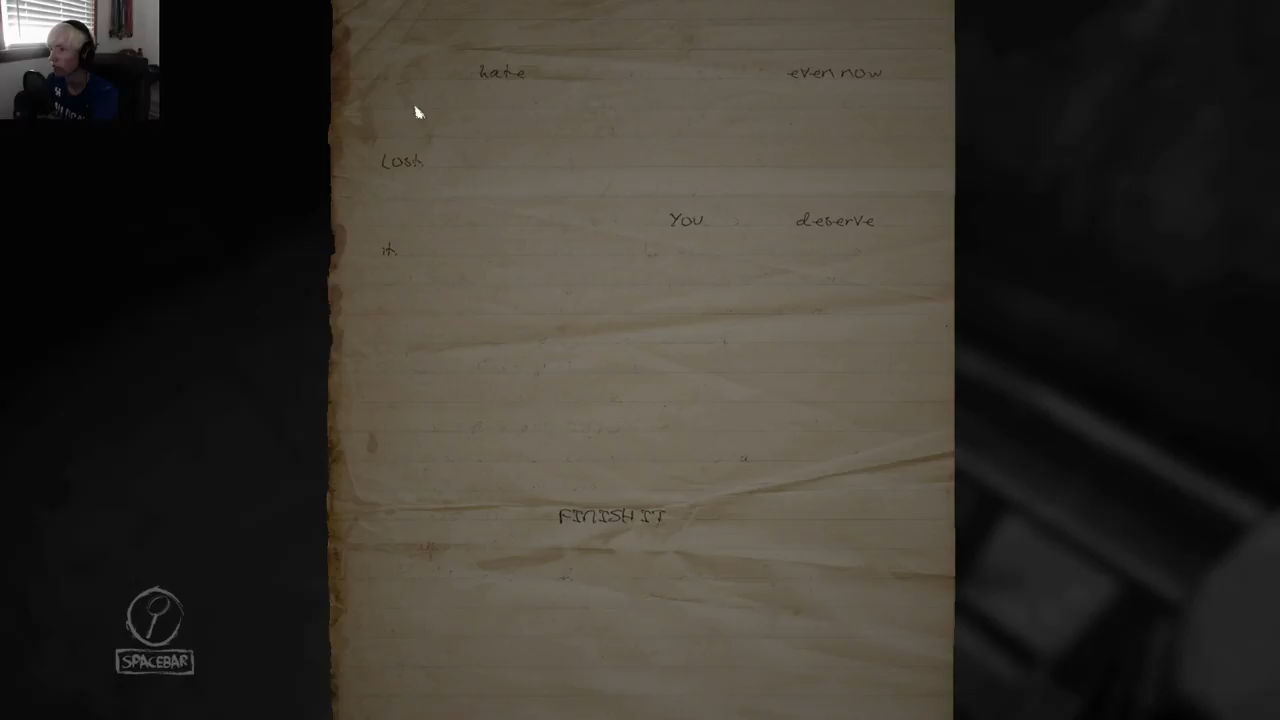 hate even now
Lost
You deserve
it.
a
FINISH IT
SPACEBAR